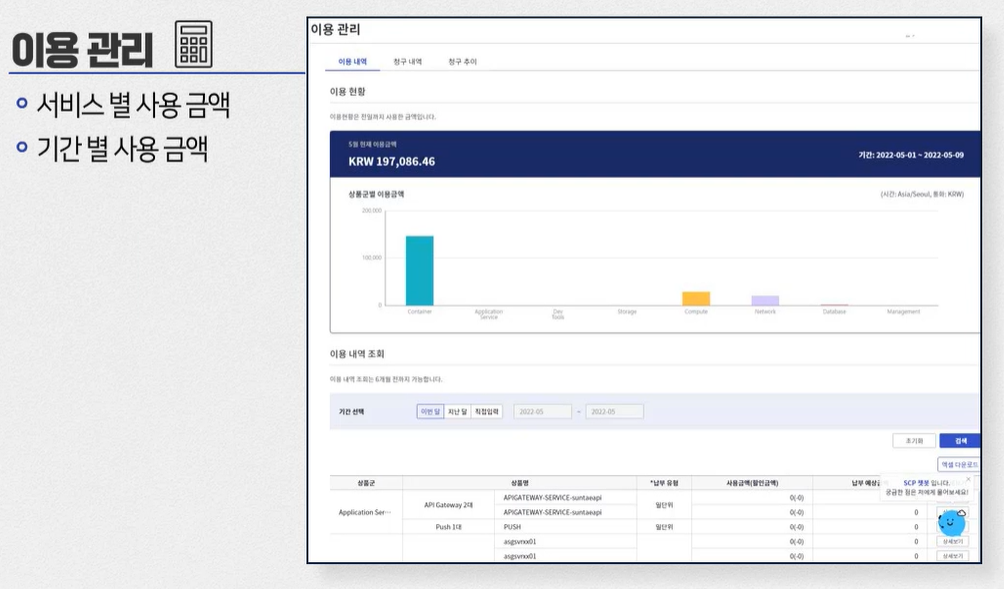 이용 관리
서비스 별 사용 금액
기간 별 사용 금액
이용 관리
이용 내역 청구 내역 청구 추이
이용 현황
이용현황은 전일까지 사용한 금액입니다.
5월 현재 이용금액
KRW 197,086.46
기간: 2022-05-01 ~ 2022-05-09
상품군별 이용금액
(시간: Asia/Seoul, 통화: KRW)
200,000
100,000
0
Container Application Service Dev Tools Storage Compute Network Database Management
이용 내역 조회
이용 내역 조회는 6개월 전까지 가능합니다.
기간 선택 이번 달 지난 달 직접입력 2022-05 ~ 2022-05
초기화 검색
엑셀 다운로드
상품군 상품명 *납부 유형 사용금액(할인금액) 납부 예상금
SCP 챗봇 입니다.
궁금한 점은 저에게 물어보세요!
Application Ser··· API Gateway 2대 APIGATEWAY-SERVICE-suntaeapi 월단위 0(-0)
APIGATEWAY-SERVICE-suntaeapi 0(-0) 0
Push 1대 PUSH 월단위 0(-0) 0
asgsvrxx01 0(-0) 0 상세보기
asgsvrxx01 0(-0) 0 상세보기